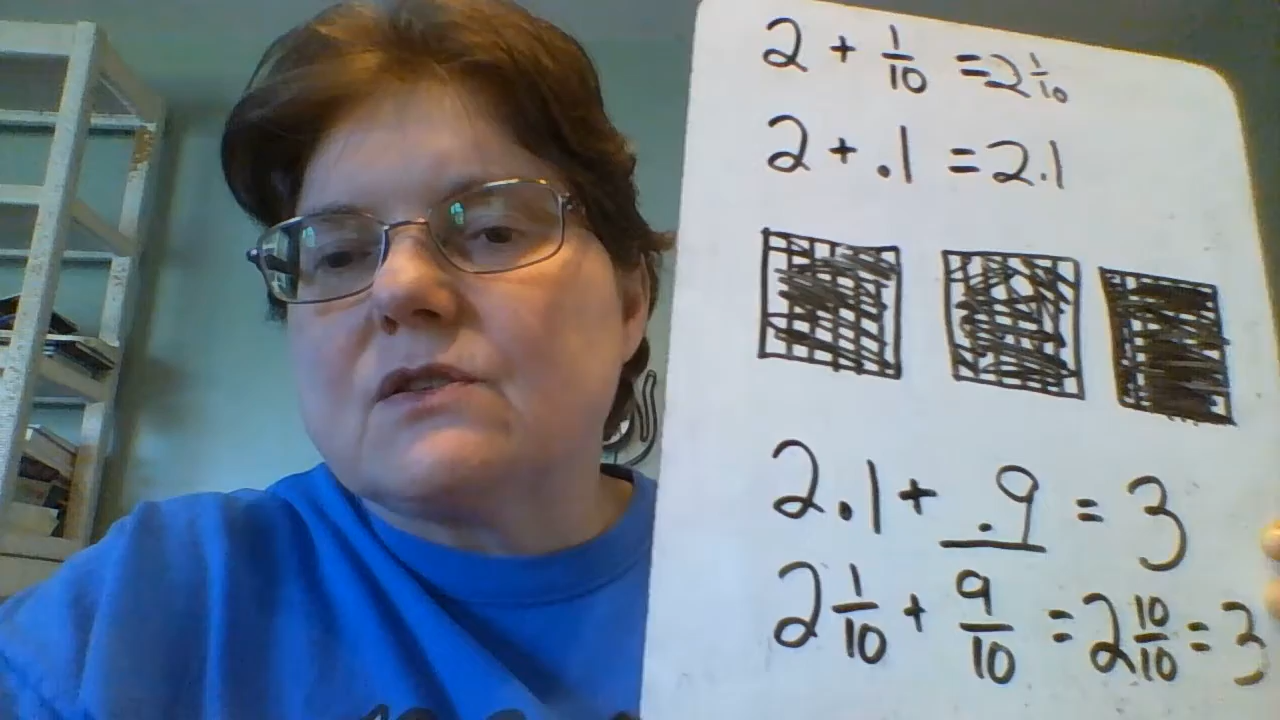 2 + 1/10 = 2 1/10
2 + .1 = 2.1
2.1 + .9 = 3
2 1/10 + 9/10 = 2 10/10 = 3